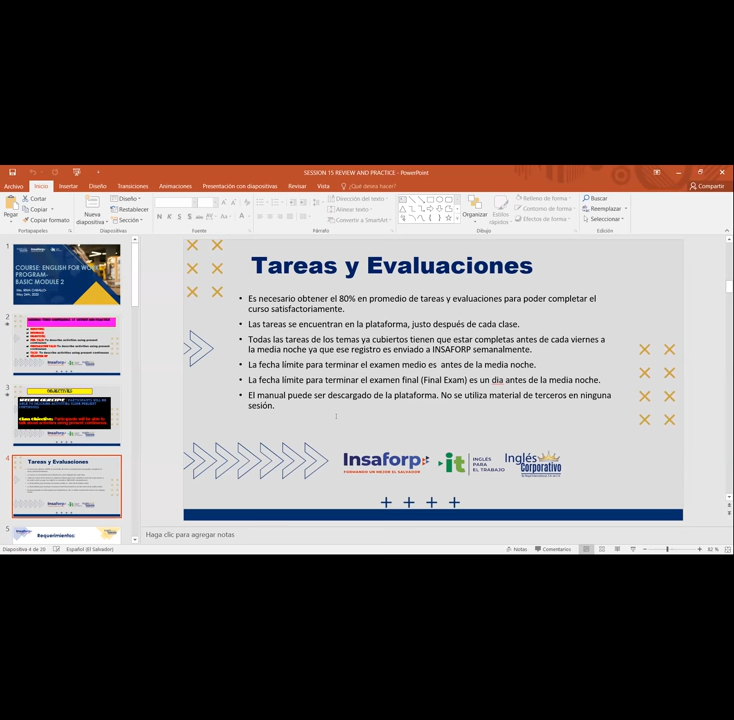 SESSION 15 REVIEW AND PRACTICE - PowerPoint
Archivo Inicio Insertar Diseño Transiciones Animaciones Presentación con diapositivas Revisar Vista ¿Qué desea hacer? Compartir
Pegar
Cortar
Copiar
Copiar formato
Portapapeles
Nueva
diapositiva
Diseño
Restablecer
Sección
Diapositivas
N K S S abc
Fuente
Dirección del texto
Alinear texto
Convertir a SmartArt
Párrafo
Organizar
Estilos
rápidos
Relleno de forma
Contorno de forma
Efectos de forma
Dibujo
Buscar
Reemplazar
Seleccionar
Edición
1
COURSE: ENGLISH FOR WORK
PROGRAM-
BASIC MODULE 2
2
3
OBJECTIVES
4
Tareas y Evaluaciones
5
Requerimientos:
Tareas y Evaluaciones
• Es necesario obtener el 80% en promedio de tareas y evaluaciones para poder completar el
curso satisfactoriamente.
• Las tareas se encuentran en la plataforma, justo después de cada clase.
• Todas las tareas de los temas ya cubiertos tienen que estar completas antes de cada viernes a
la media noche ya que ese registro es enviado a INSAFORP semanalmente.
• La fecha límite para terminar el examen medio es antes de la media noche.
• La fecha límite para terminar el examen final (Final Exam) es un dia antes de la media noche.
• El manual puede ser descargado de la plataforma. No se utiliza material de terceros en ninguna
sesión.
Insaforp
FORMANDO UN MEJOR EL SALVADOR
it
INGLÉS
PARA
EL TRABAJO
Inglés
Corporativo
Haga clic para agregar notas
Diapositiva 4 de 20 Español (El Salvador) Notas Comentarios 82 %